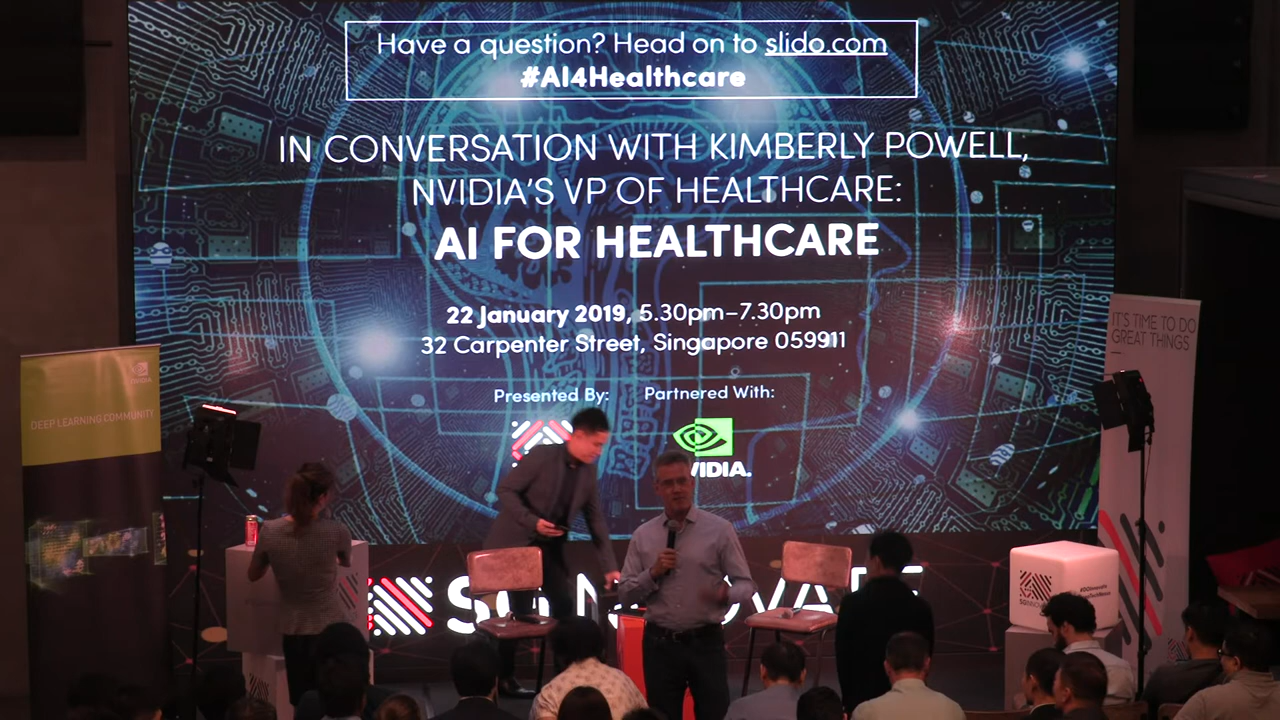 Have a question? Head on to slido.com
#AI4Healthcare
IN CONVERSATION WITH KIMBERLY POWELL,
NVIDIA'S VP OF HEALTHCARE:
AI FOR HEALTHCARE
22 January 2019, 5.30pm–7.30pm
32 Carpenter Street, Singapore 059911
Presented By: Partnered With:
VIDIA.
NVIDIA
DEEP LEARNING COMMUNITY
IT'S TIME TO DO
GREAT THINGS